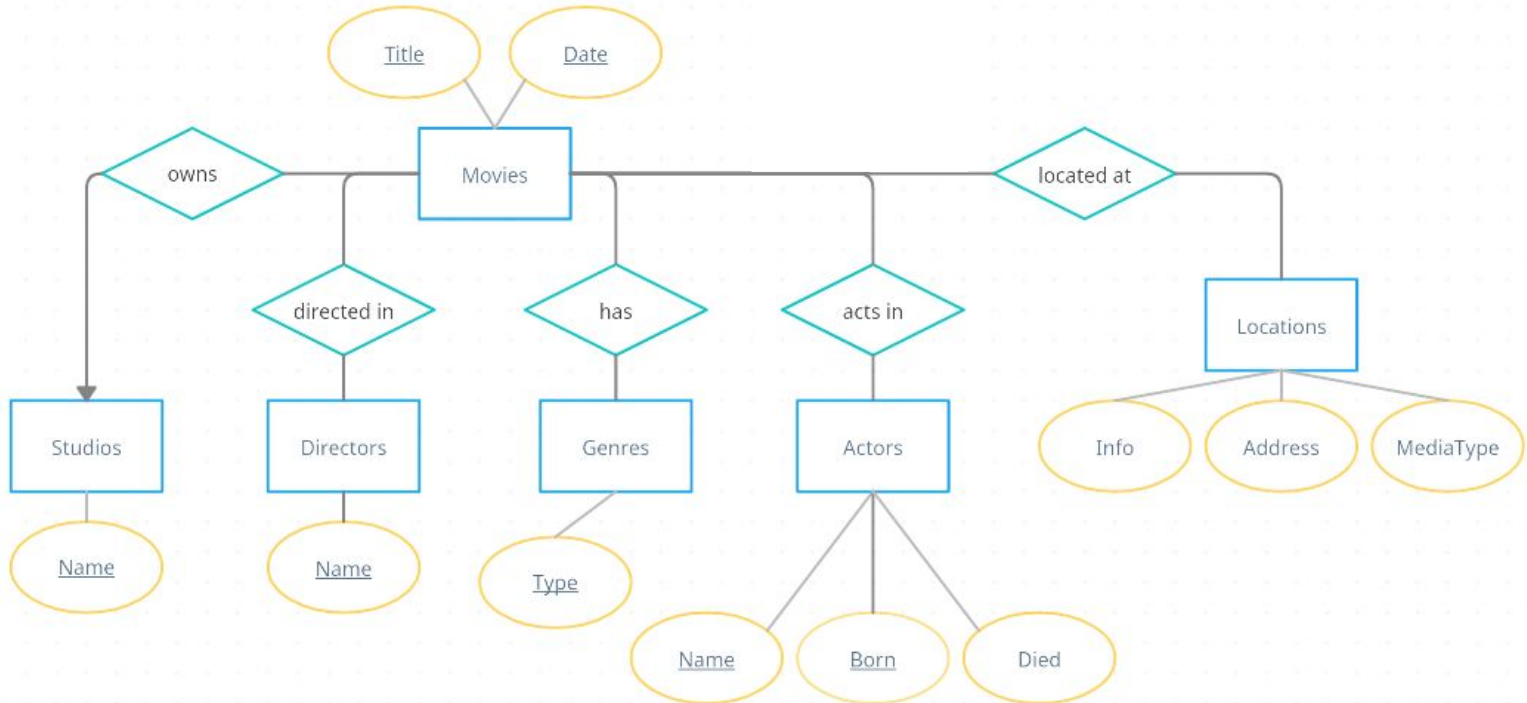 Title
Date
owns
Movies
located at
directed in
has
acts in
Locations
Studios
Directors
Genres
Actors
Info
Address
MediaType
Name
Name
Type
Name
Born
Died